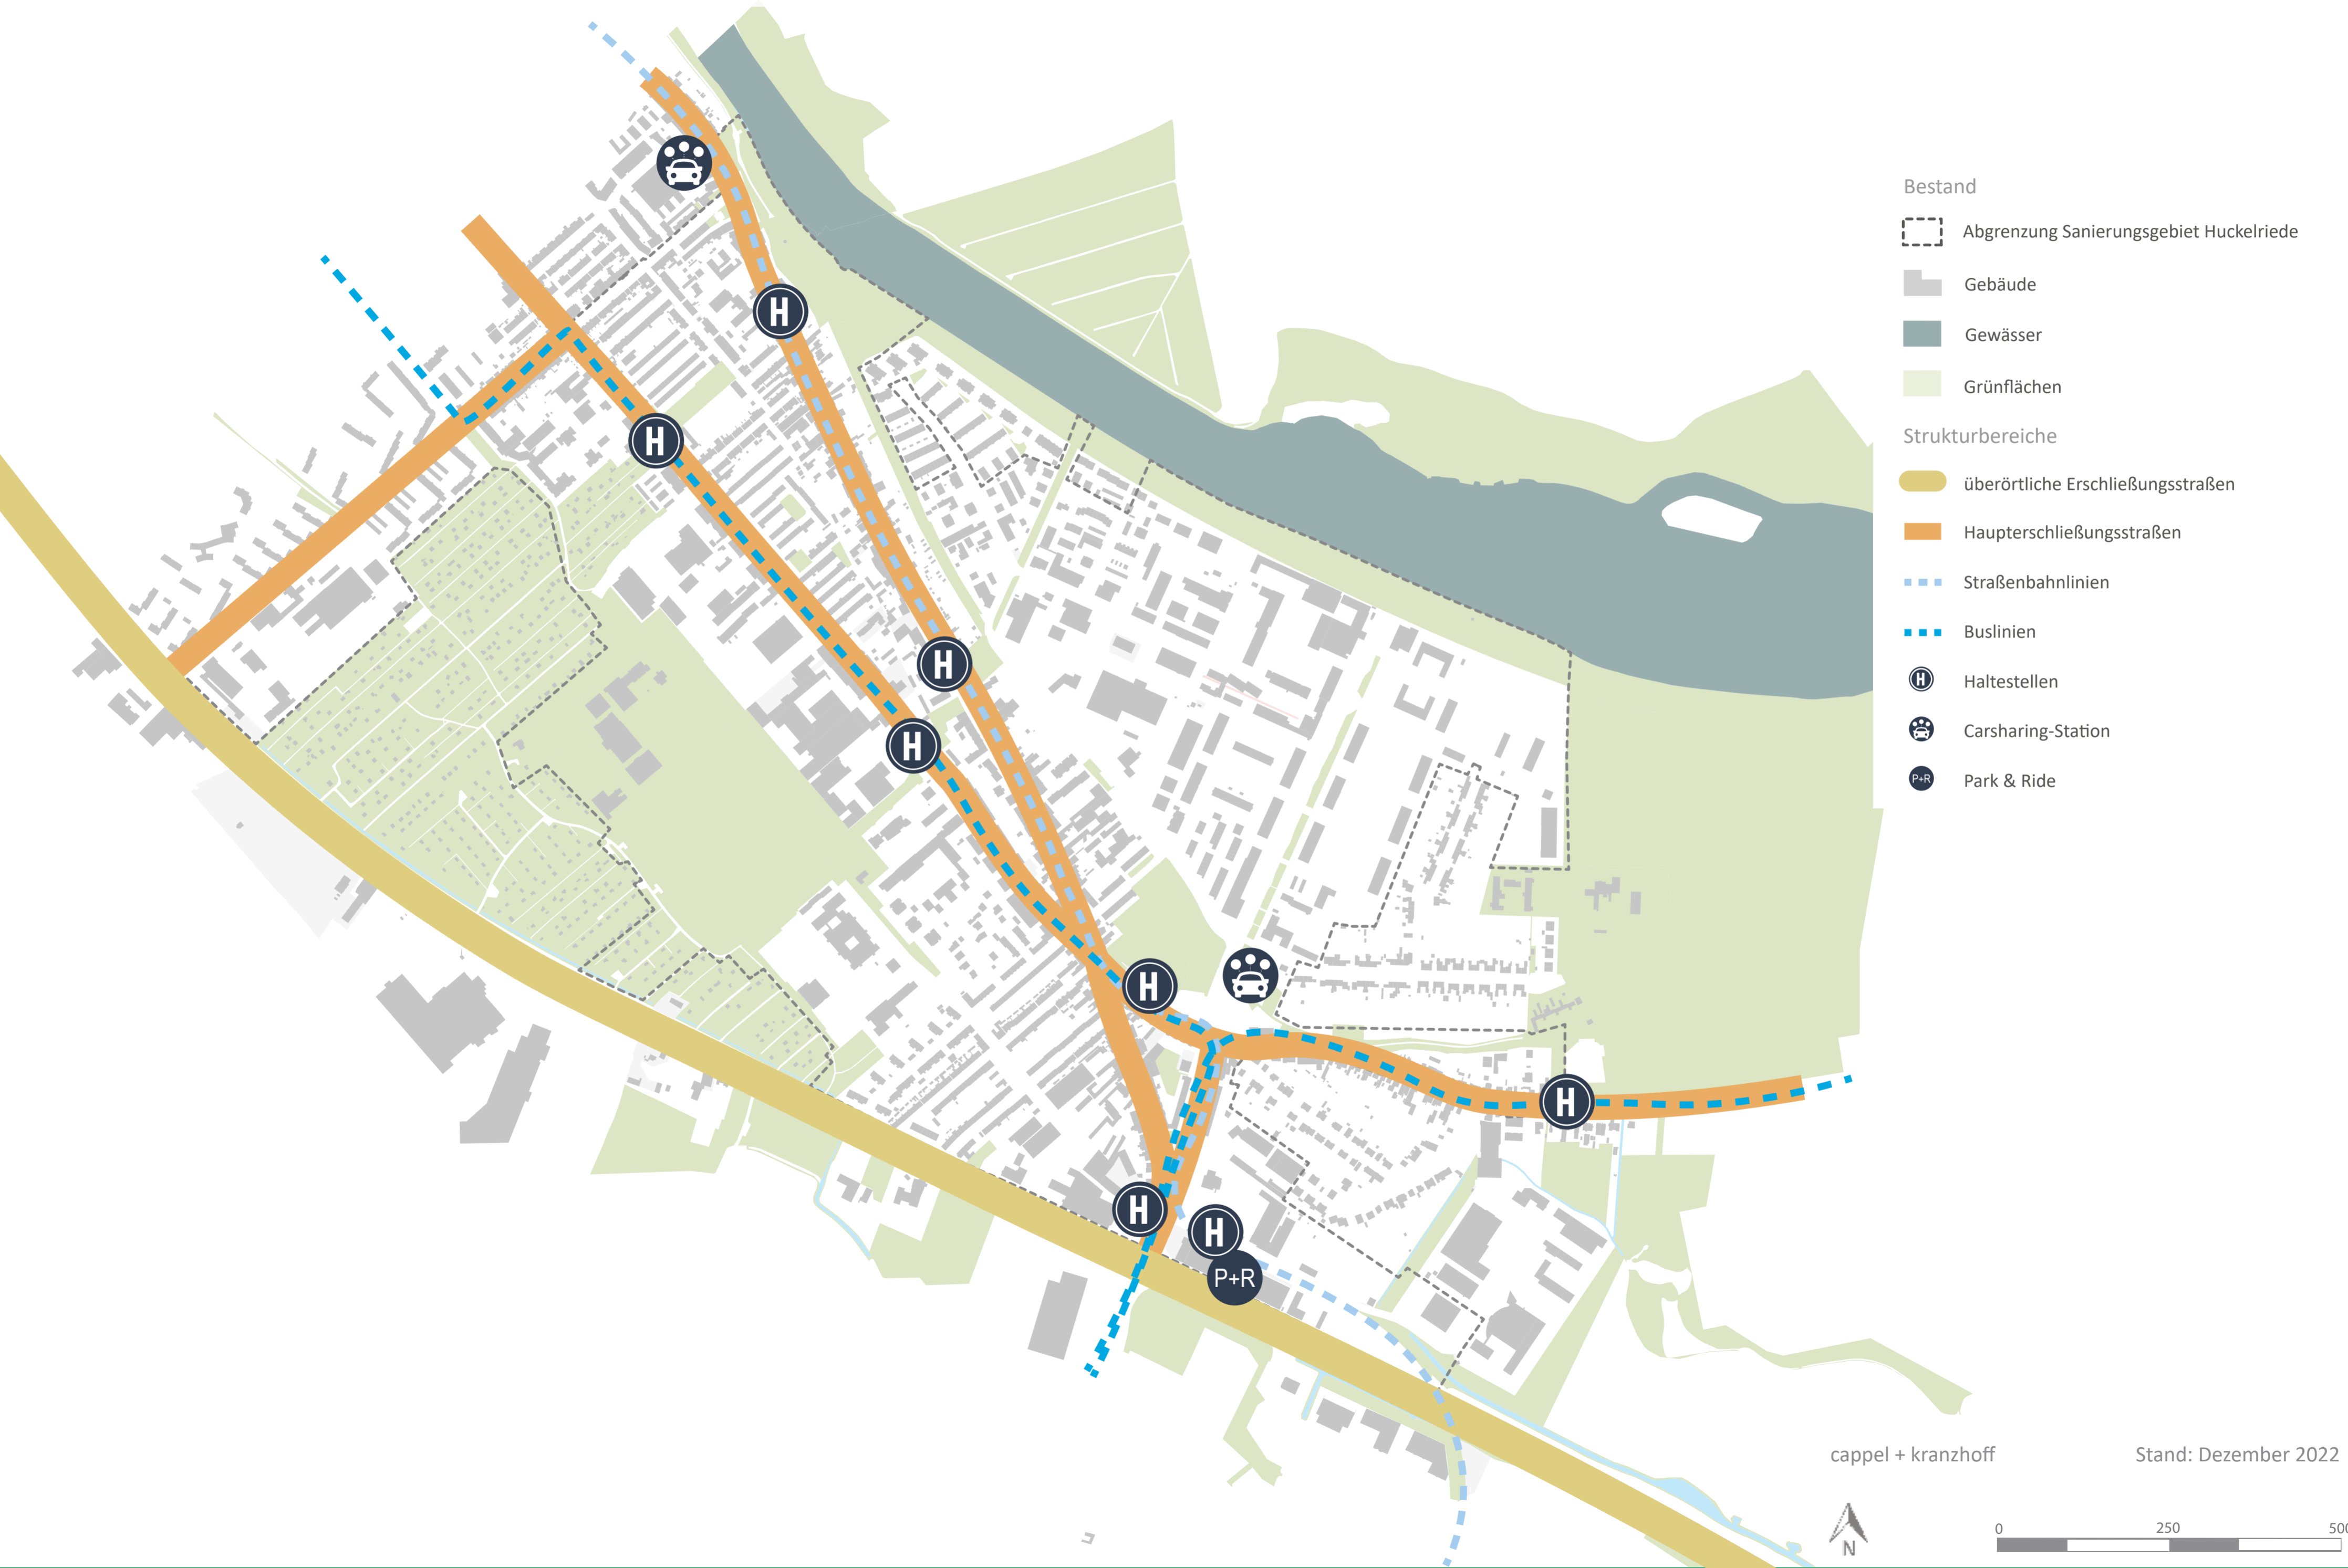 Bestand
Abgrenzung Sanierungsgebiet Huckelriede
Gebäude
Gewässer
Grünflächen
Strukturbereiche
überörtliche Erschließungsstraßen
Haupterschließungsstraßen
Straßenbahnlinien
Buslinien
H
Haltestellen
Carsharing-Station
P+R
Park & Ride
H
H
H
H
H
H
H
H
P+R
cappel + kranzhoff
Stand: Dezember 2022
N
0
250